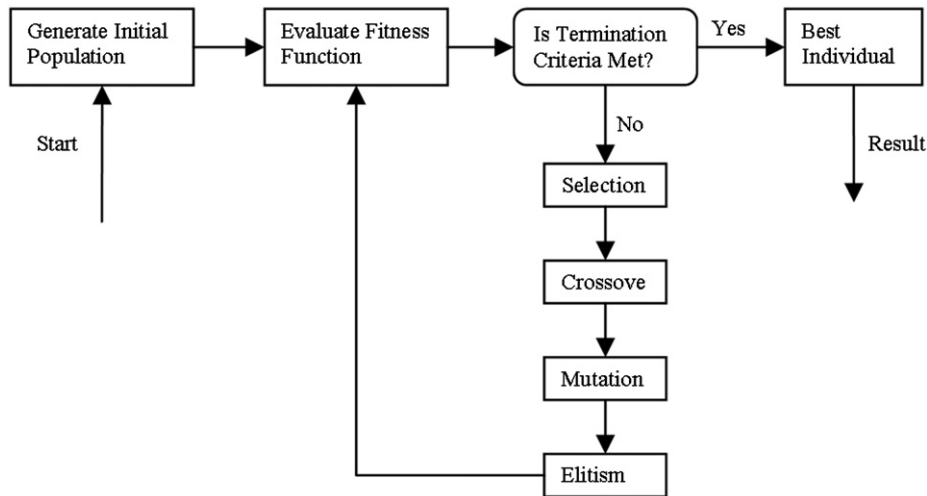 Generate Initial
Population
Evaluate Fitness
Function
Is Termination
Criteria Met?
Yes
Best
Individual
Start
No
Result
Selection
Crossove
Mutation
Elitism